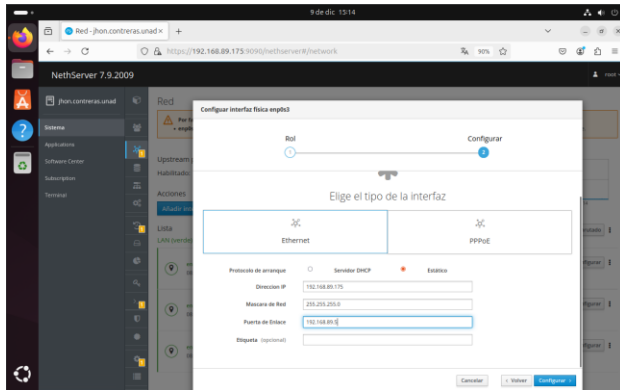 9 de dic 15:14
Red - jhon.contreras.unad
https://192.168.89.175:9090/nethserver#/network
90%
NethServer 7.9.2009
root
jhon.contreras.unad
Sistema
Applications
Software Center
Subscription
Terminal
Red
Upstream
Habilitado
Acciones
Lista
Configurar interfaz física enp0s3
Rol
Configurar
1
2
Elige el tipo de la interfaz
Ethernet
PPPoE
Protocolo de arranque
Servidor DHCP
Estático
Direccion IP
192.168.89.175
Mascara de Red
255.255.255.0
Puerta de Enlace
192.168.89.5
Etiqueta (opcional)
Cancelar
< Volver
Configurar >